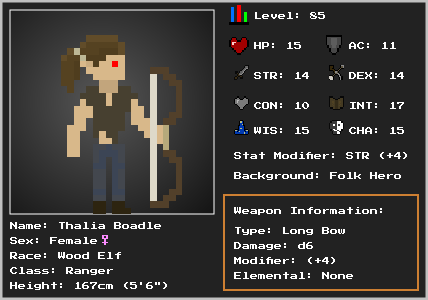 Level: 85
HP: 15 AC: 11
STR: 14 DEX: 14
CON: 10 INT: 17
WIS: 15 CHA: 15
Stat Modifier: STR (+4)
Background: Folk Hero
Weapon Information:
Type: Long Bow
Damage: d6
Modifier: (+4)
Elemental: None
Name: Thalia Boadle
Sex: Female♀
Race: Wood Elf
Class: Ranger
Height: 167cm (5'6")